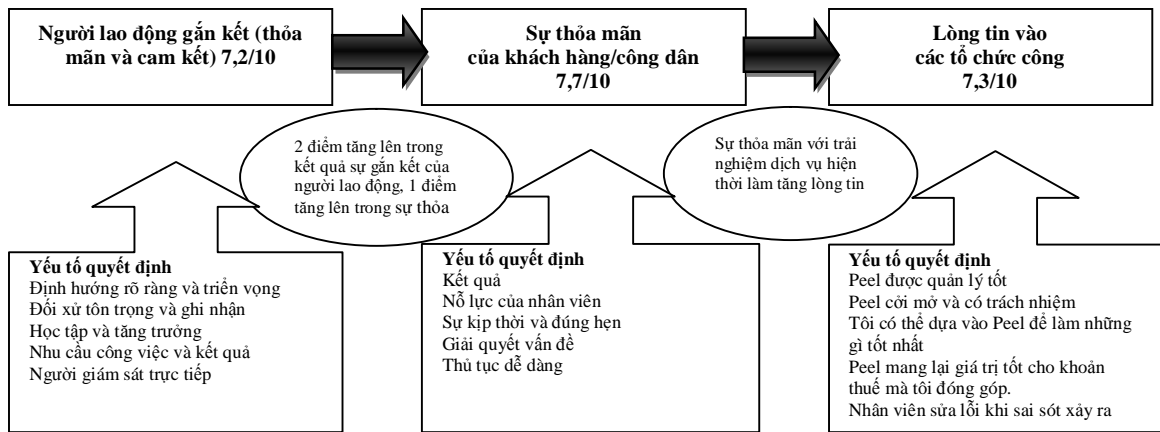 Người lao động gắn kết (thỏa
mãn và cam kết) 7,2/10
Sự thỏa mãn
của khách hàng/công dân
7,7/10
Lòng tin vào
các tổ chức công
7,3/10
2 điểm tăng lên trong
kết quả sự gắn kết của
người lao động, 1 điểm
tăng lên trong sự thỏa
Sự thỏa mãn với trải
nghiệm dịch vụ hiện
thời làm tăng lòng tin
Yếu tố quyết định
Định hướng rõ ràng và triển vọng
Đối xử tôn trọng và ghi nhận
Học tập và tăng trưởng
Nhu cầu công việc và kết quả
Người giám sát trực tiếp
Yếu tố quyết định
Kết quả
Nỗ lực của nhân viên
Sự kịp thời và đúng hẹn
Giải quyết vấn đề
Thủ tục dễ dàng
Yếu tố quyết định
Peel được quản lý tốt
Peel cởi mở và có trách nhiệm
Tôi có thể dựa vào Peel để làm những
gì tốt nhất
Peel mang lại giá trị tốt cho khoản
thuế mà tôi đóng góp.
Nhân viên sửa lỗi khi sai sót xảy ra